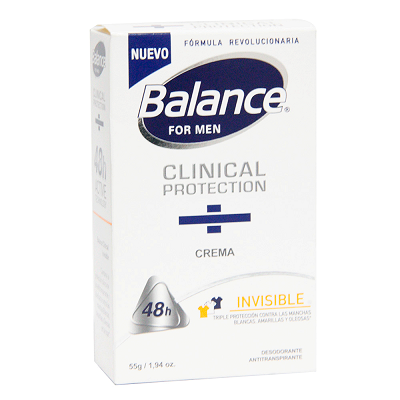 NUEVO
FÓRMULA REVOLUCIONARIA
Balance®
FOR MEN
CLINICAL
PROTECTION
CREMA
48h
INVISIBLE
TRIPLE PROTECCIÓN CONTRA LAS MANCHAS
BLANCAS, AMARILLAS Y OLEOSAS*
55g / 1,94 oz.
DESODORANTE
ANTITRANSPIRANTE